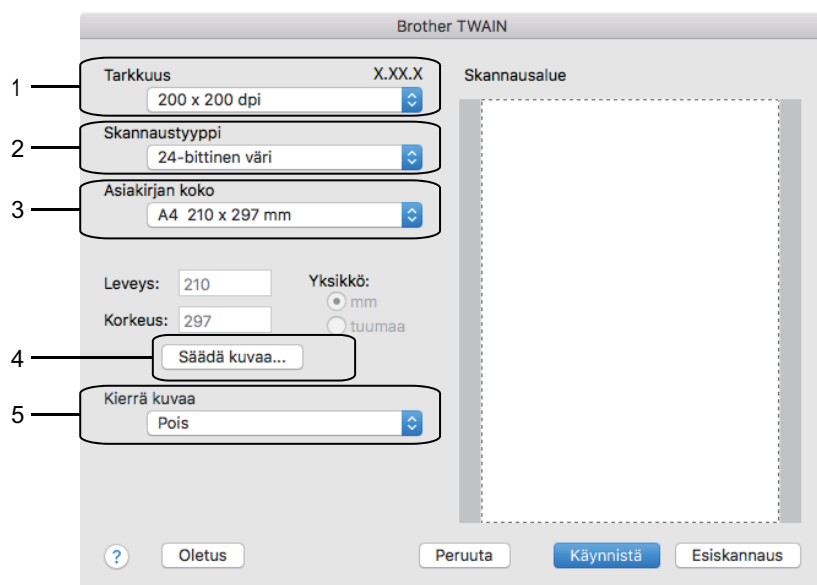 Brother TWAIN
1
Tarkkuus X.XX.X
200 x 200 dpi
2
Skannaustyyppi
24-bittinen väri
3
Asiakirjan koko
A4 210 x 297 mm
Leveys: 210
Korkeus: 297
Yksikkö:
mm
tuumaa
4
Säädä kuvaa...
5
Kierrä kuvaa
Pois
Skannausalue
?
Oletus
Peruuta
Käynnistä
Esiskannaus